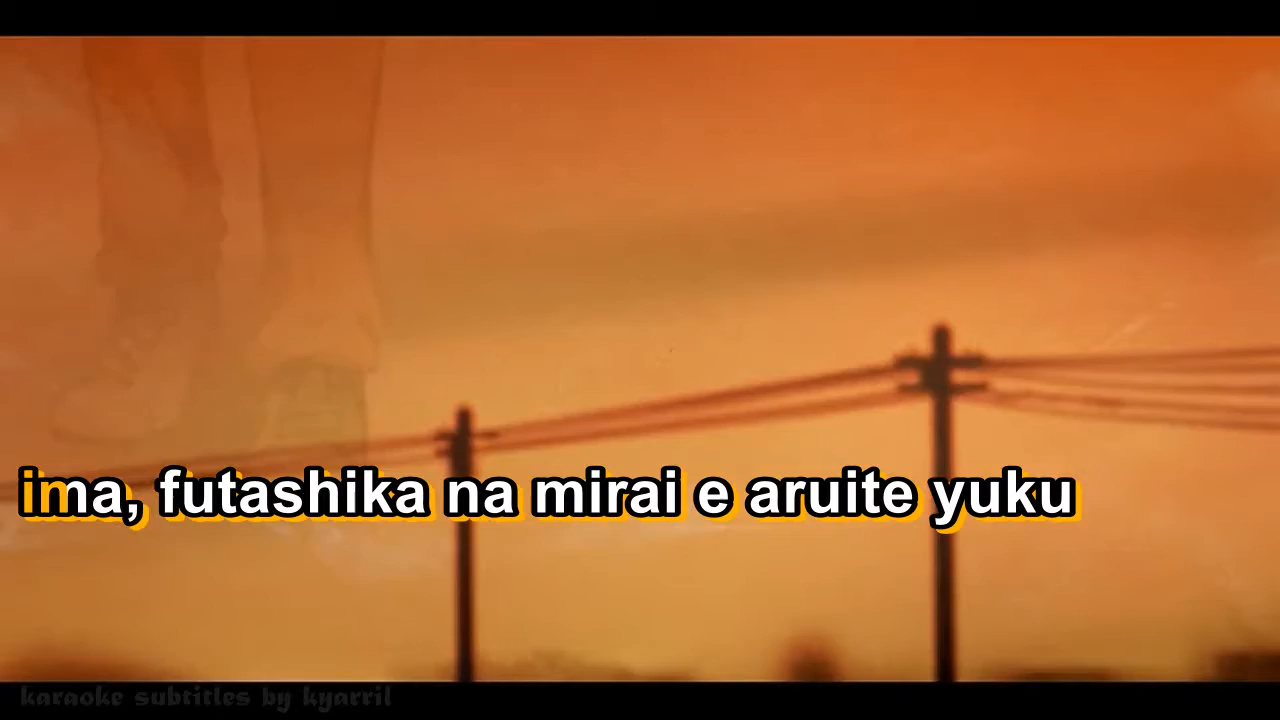 ima, futashika na mirai e aruite yuku
karaoke subtitles by kyarril